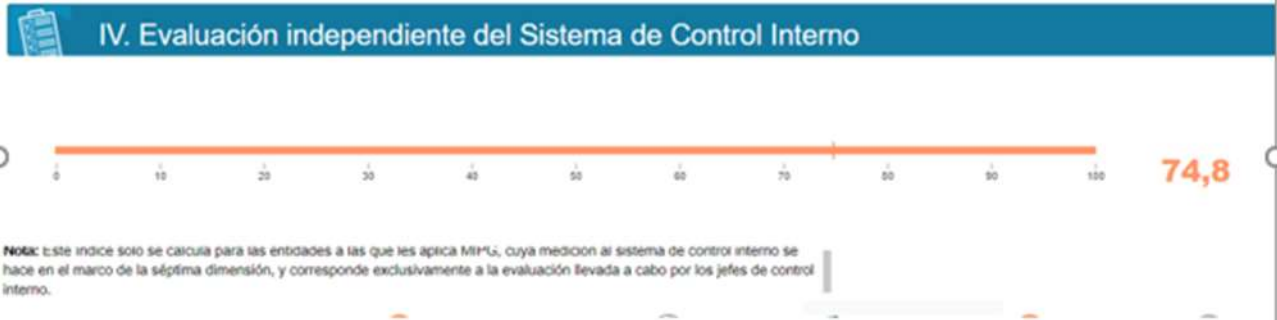 IV. Evaluación independiente del Sistema de Control Interno
0 10 20 30 40 50 60 70 80 90 100
74,8
Nota: Este índice solo se calcula para las entidades a las que les aplica MIPG, cuya medición al sistema de control interno se
hace en el marco de la séptima dimensión, y corresponde exclusivamente a la evaluación llevada a cabo por los jefes de control
interno.